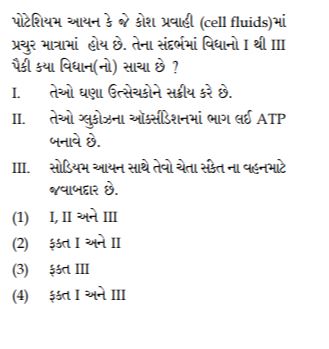 પોટેશિયમ આયન કે જે કોશ પ્રવાહી (cell fluids)માં
પ્રચુર માત્રામાં હોય છે. તેના સંદર્ભમાં વિધાનો I થી III
પૈકી કયા વિધાન(નો) સાચા છે ?
I. તેઓ ઘણા ઉત્સેચકોને સક્રીય કરે છે.
II. તેઓ ગ્લુકોઝના ઑક્સીડેશનમાં ભાગ લઈ ATP
બનાવે છે.
III. સોડિયમ આયન સાથે તેવો ચેતા સંકેત ના વહનમાટે
જવાબદાર છે.
(1) I, II અને III
(2) ફક્ત I અને II
(3) ફક્ત III
(4) ફક્ત I અને III